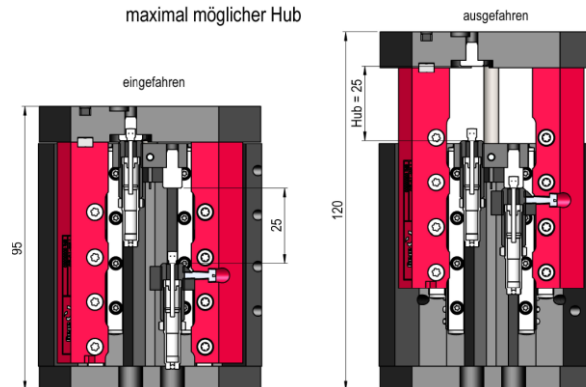 maximal möglicher Hub
eingefahren
ausgefahren
95
25
120
Hub = 25